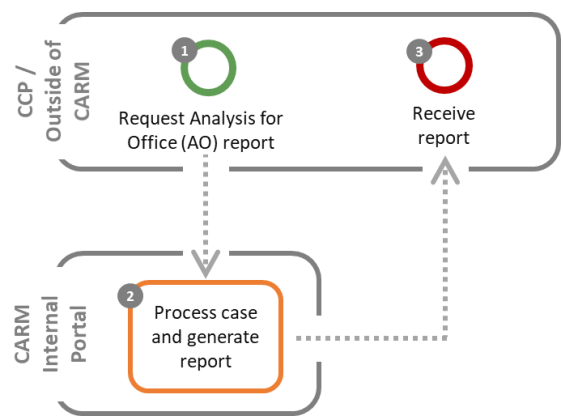 CCP /
Outside of
CARM
1
Request Analysis for
Office (AO) report
3
Receive
report
CARM
Internal
Portal
2
Process case
and generate
report